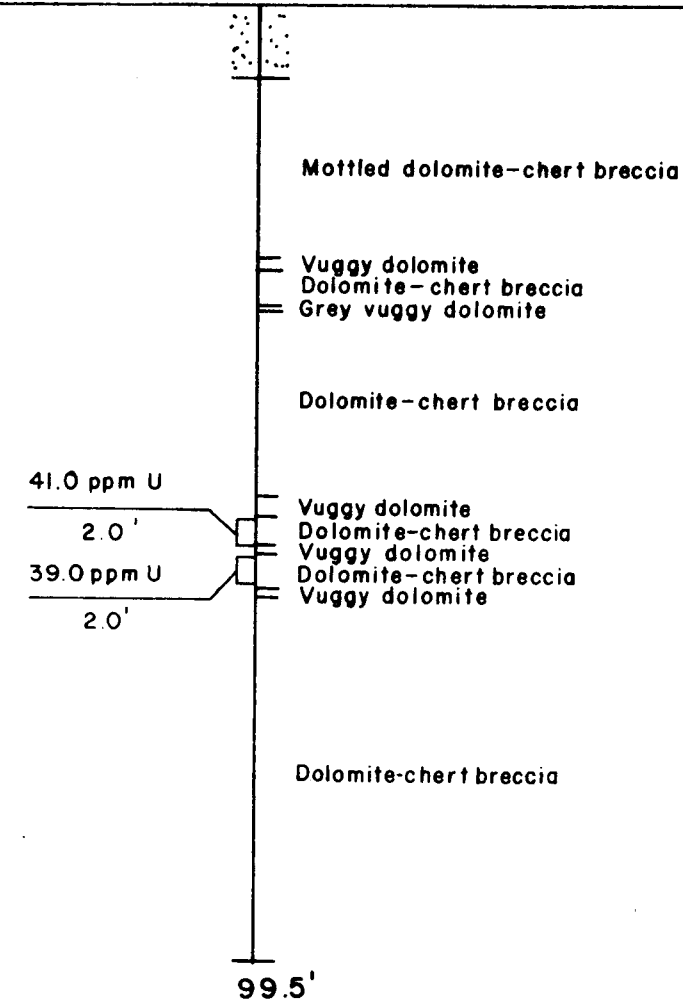 Mottled dolomite-chert breccia
Vuggy dolomite
Dolomite-chert breccia
Grey vuggy dolomite
Dolomite-chert breccia
41.0 ppm U
2.0'
Vuggy dolomite
Dolomite-chert breccia
Vuggy dolomite
39.0 ppm U
2.0'
Dolomite-chert breccia
Vuggy dolomite
Dolomite-chert breccia
99.5'